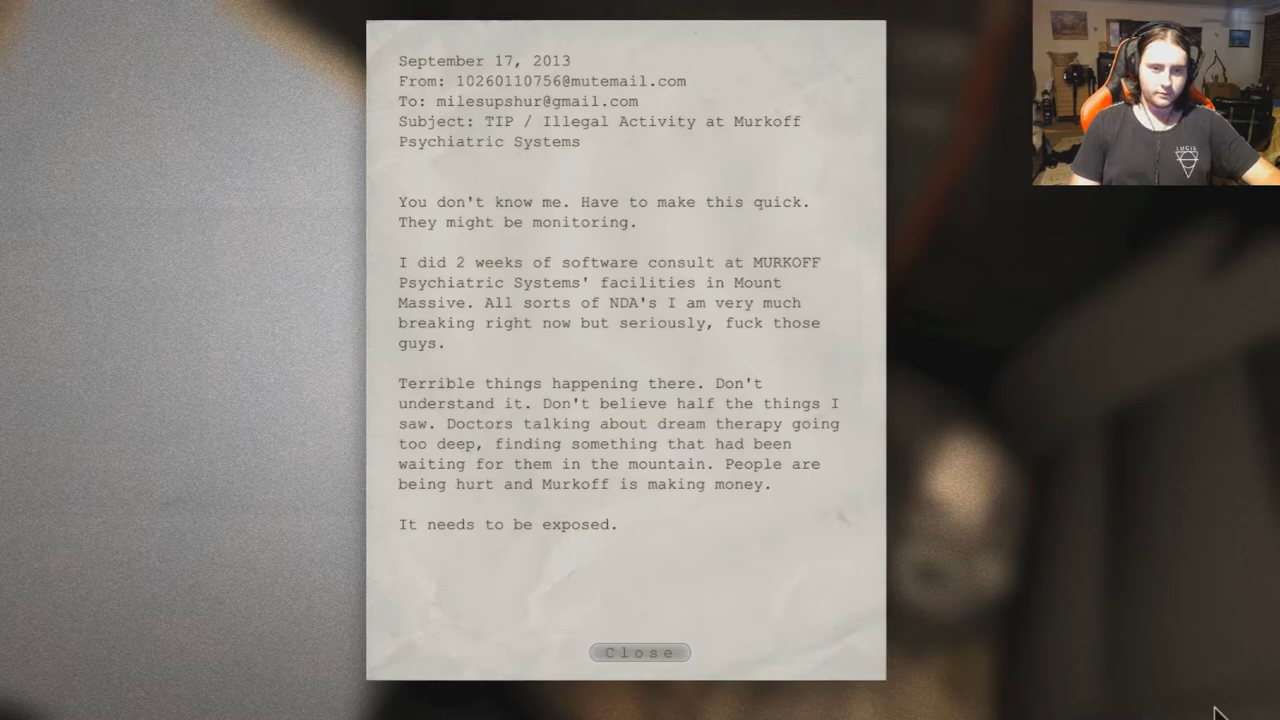 September 17, 2013
From: 10260110756@mutemail.com
To: milesupshur@gmail.com
Subject: TIP / Illegal Activity at Murkoff
Psychiatric Systems
You don't know me. Have to make this quick.
They might be monitoring.
I did 2 weeks of software consult at MURKOFF
Psychiatric Systems' facilities in Mount
Massive. All sorts of NDA's I am very much
breaking right now but seriously, fuck those
guys.
Terrible things happening there. Don't
understand it. Don't believe half the things I
saw. Doctors talking about dream therapy going
too deep, finding something that had been
waiting for them in the mountain. People are
being hurt and Murkoff is making money.
It needs to be exposed.
Close